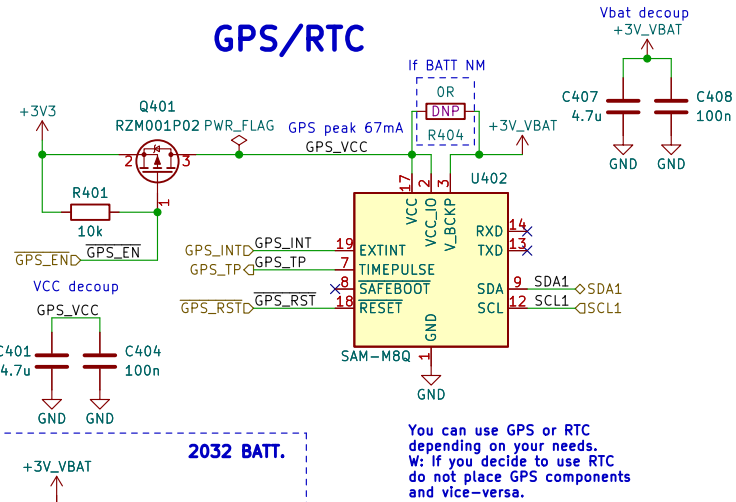 GPS/RTC
Vbat decoup
+3V_VBAT
C407
4.7u
C408
100n
GND
GND
If BATT NM
0R
DNP
R404
+3V_VBAT
+3V3
Q401
RZM001P02
PWR_FLAG
GPS peak 67mA
GPS_VCC
2
3
1
R401
10k
GPS_EN
GPS_EN
U402
17
2
3
VCC
VCC_IO
V_BCKP
RXD
14
TXD
13
GPS_INT
GPS_INT
19
EXTINT
GPS_TP
GPS_TP
7
TIMEPULSE
8
SAFEBOOT
GPS_RST
GPS_RST
18
RESET
SDA
9
SDA1
SDA1
SCL
12
SCL1
SCL1
GND
SAM-M8Q
1
GND
VCC decoup
GPS_VCC
C401
4.7u
C404
100n
GND
GND
2032 BATT.
+3V_VBAT
You can use GPS or RTC
depending on your needs.
W: If you decide to use RTC
do not place GPS components
and vice-versa.